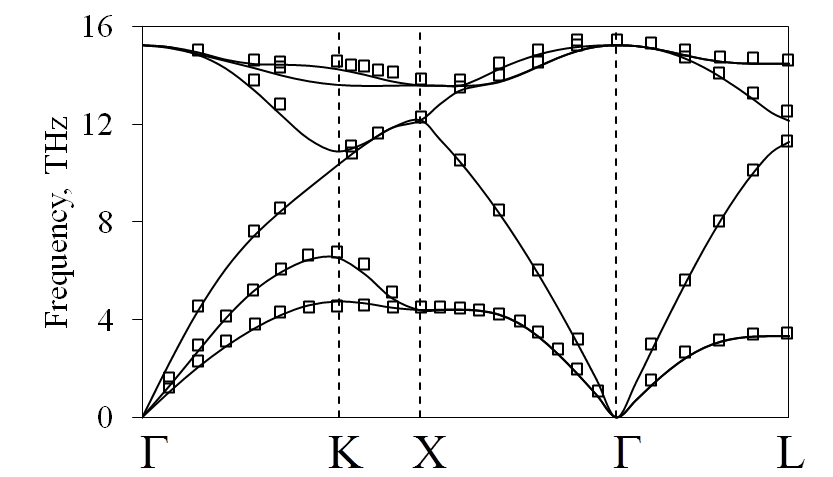 Frequency, THz
16
12
8
4
0
Γ K X Γ L